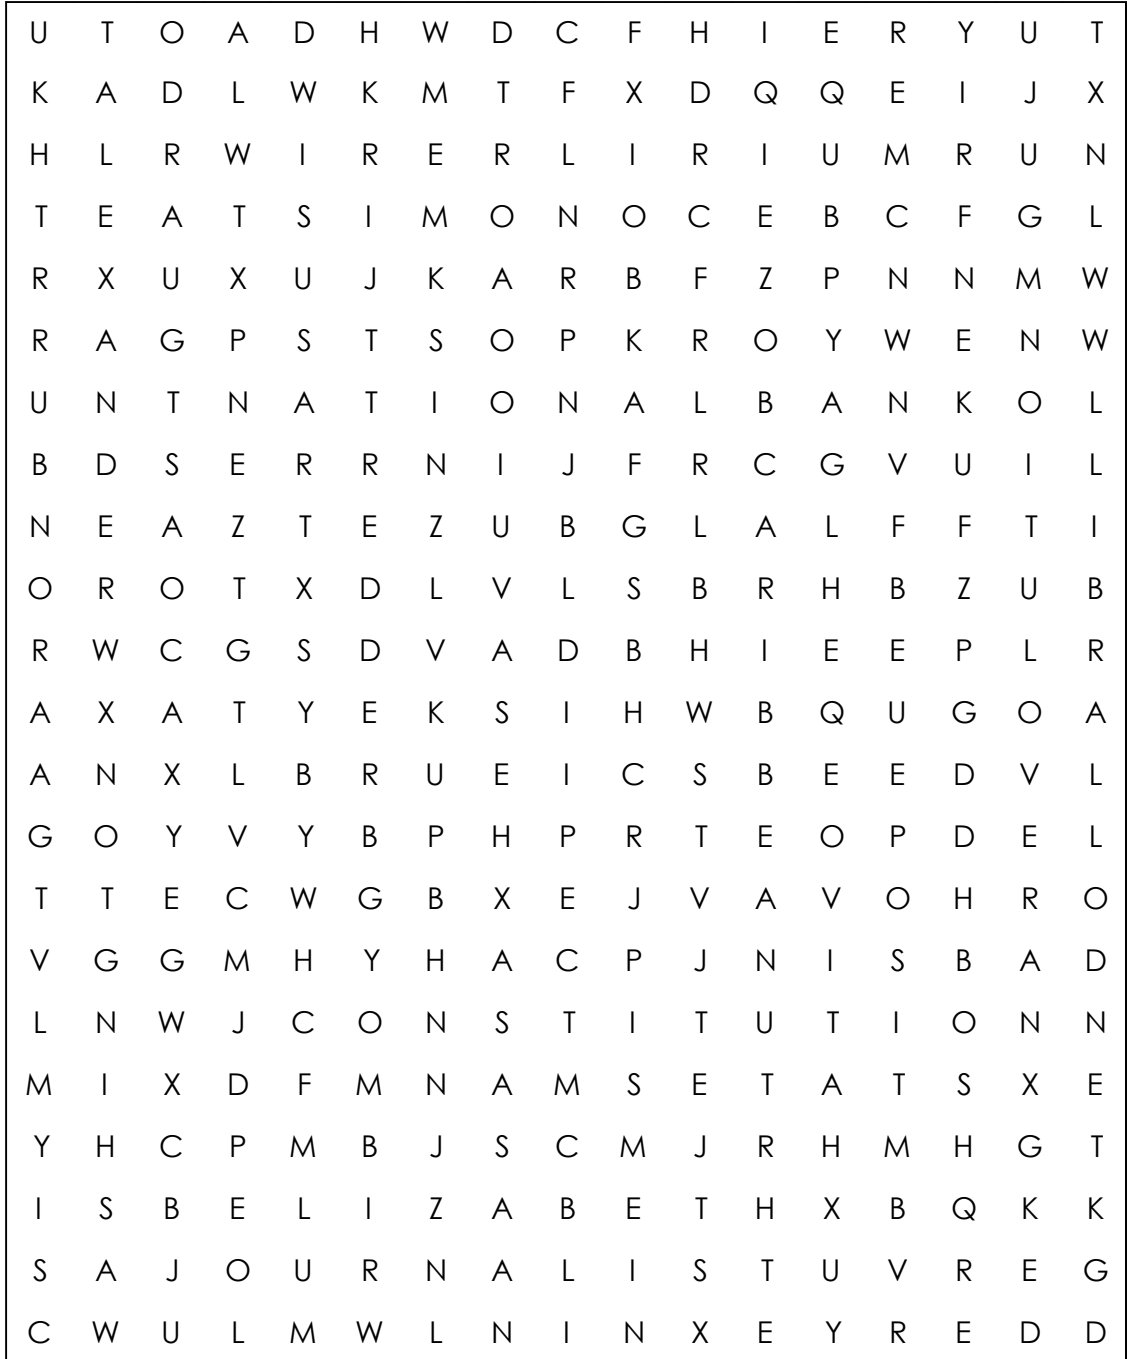 U T O A D H W D C F H I E R Y U T
K A D L W K M T F X D Q Q E I J X
H L R W I R E R L I R I U M R U N
T E A T S I M O N O C E B C F G L
R X U X U J K A R B F Z P N N M W
R A G P S T S O P K R O Y W E N W
U N T N A T I O N A L B A N K O L
B D S E R R N I J F R C G V U I L
N E A Z T E Z U B G L A L F F T I
O R O T X D L V L S B R H B Z U B
R W C G S D V A D B H I E E P L R
A X A T Y E K S I H W B Q U G O A
A N X L B R U E I C S B E E D V L
G O Y V Y B P H P R T E O P D E L
T T E C W G B X E J V A V O H R O
V G G M H Y H A C P J N I S B A D
L N W J C O N S T I T U T I O N N
M I X D F M N A M S E T A T S X E
Y H C P M B J S C M J R H M H G T
I S B E L I Z A B E T H X B Q K K
S A J O U R N A L I S T U V R E G
C W U L M W L N I N X E Y R E D D